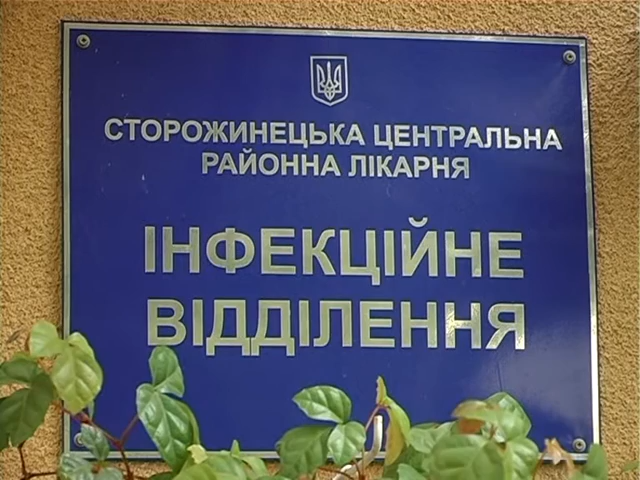 СТОРОЖИНЕЦЬКА ЦЕНТРАЛЬНА
РАЙОННА ЛІКАРНЯ
ІНФЕКЦІЙНЕ
ВІДДІЛЕННЯ